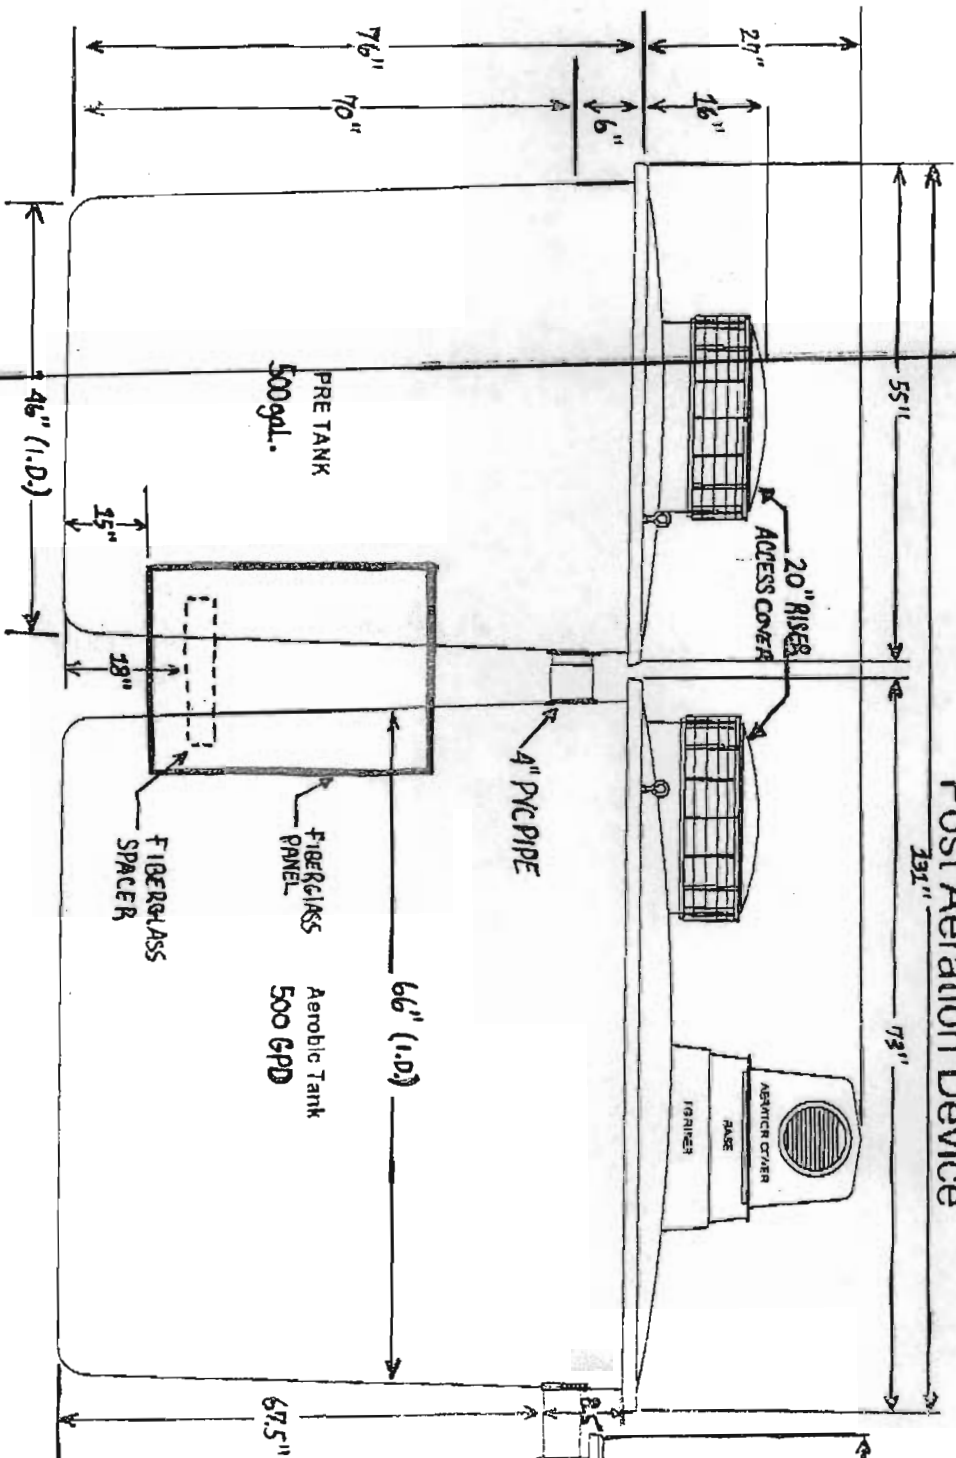 Post Aeration Device
131"
55"
73"
27"
16"
20" RISER
ACCESS COVER
AERATOR COVER
BASE
6"
76"
70"
4" PVC PIPE
8.5"
PRE TANK
500 gal.
66" (I.D.)
FIBERGLASS
PANEL
Aerobic Tank
500 GPD
67.5"
15"
18"
FIBERGLASS
SPACER
46" (I.D.)